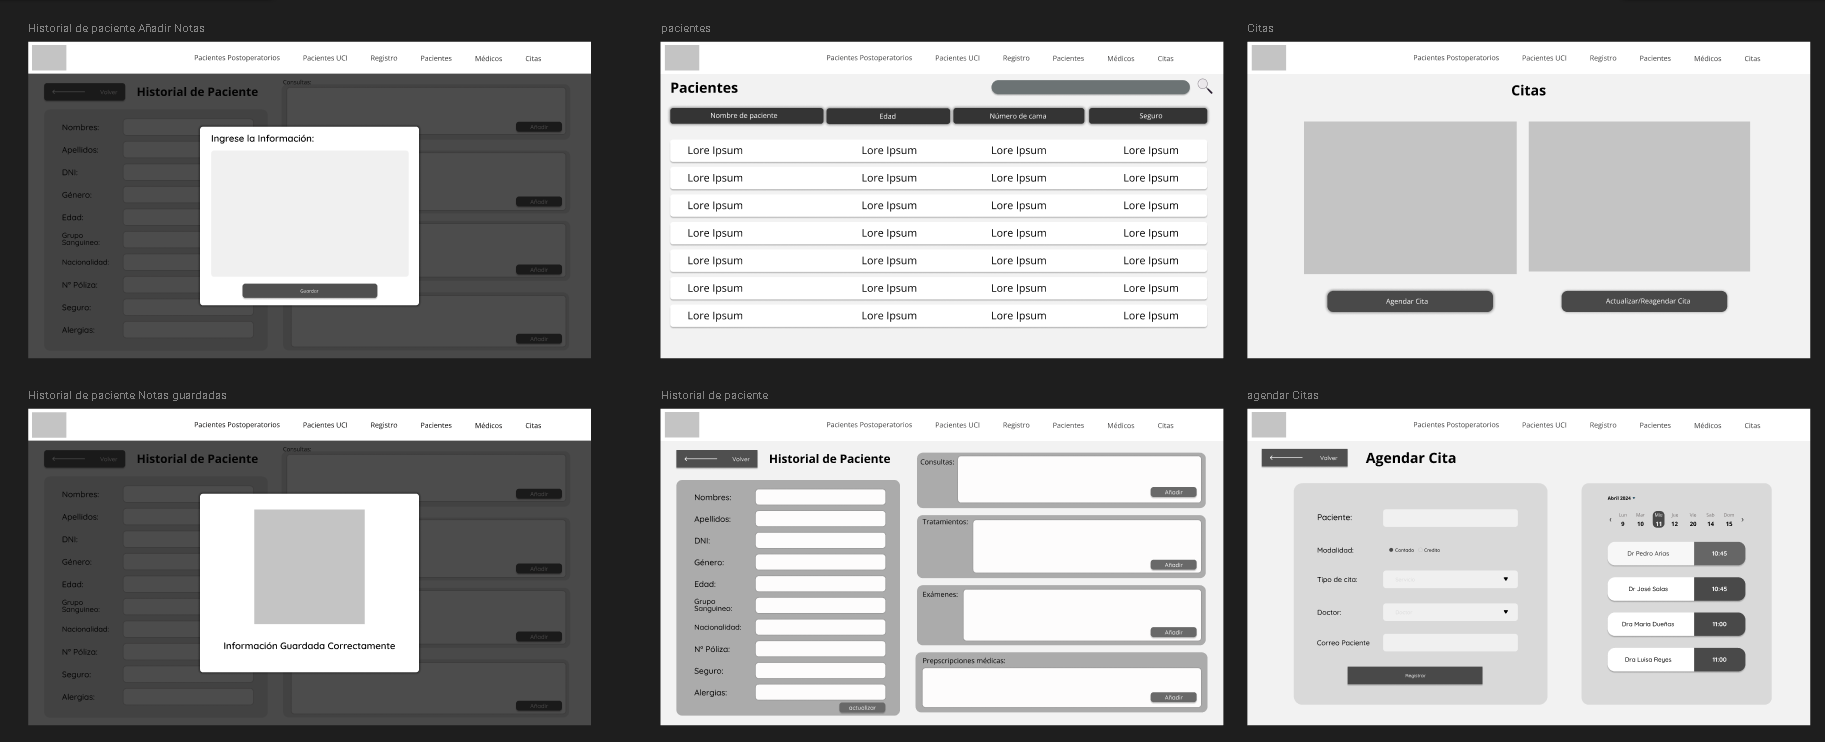 Historial de paciente Añadir Notas
Pacientes Postoperatorios Pacientes UCI Registro Pacientes Médicos Citas
Volver Historial de Paciente
Consultas:
Añadir
Nombres:
Apellidos:
DNI:
Género:
Edad:
Grupo
Sanguineo:
Nacionalidad:
N° Póliza:
Seguro:
Alergias:
Añadir
Añadir
Añadir
Ingrese la Información:
Guardar
pacientes
Pacientes Postoperatorios Pacientes UCI Registro Pacientes Médicos Citas
Pacientes
Nombre de paciente Edad Número de cama Seguro
Lore Ipsum Lore Ipsum Lore Ipsum Lore Ipsum
Lore Ipsum Lore Ipsum Lore Ipsum Lore Ipsum
Lore Ipsum Lore Ipsum Lore Ipsum Lore Ipsum
Lore Ipsum Lore Ipsum Lore Ipsum Lore Ipsum
Lore Ipsum Lore Ipsum Lore Ipsum Lore Ipsum
Lore Ipsum Lore Ipsum Lore Ipsum Lore Ipsum
Lore Ipsum Lore Ipsum Lore Ipsum Lore Ipsum
Citas
Pacientes Postoperatorios Pacientes UCI Registro Pacientes Médicos Citas
Citas
Agendar Cita Actualizar/Reagendar Cita
Historial de paciente Notas guardadas
Pacientes Postoperatorios Pacientes UCI Registro Pacientes Médicos Citas
Volver Historial de Paciente
Consultas:
Añadir
Nombres:
Apellidos:
DNI:
Género:
Edad:
Grupo
Sanguineo:
Nacionalidad:
N° Póliza:
Seguro:
Alergias:
Añadir
Añadir
Añadir
Información Guardada Correctamente
Historial de paciente
Pacientes Postoperatorios Pacientes UCI Registro Pacientes Médicos Citas
Volver Historial de Paciente
Nombres:
Apellidos:
DNI:
Género:
Edad:
Grupo
Sanguineo:
Nacionalidad:
N° Póliza:
Seguro:
Alergias:
actualizar
Consultas:
Añadir
Tratamientos:
Añadir
Exámenes:
Añadir
Prepscripciones médicas:
Añadir
agendar Citas
Pacientes Postoperatorios Pacientes UCI Registro Pacientes Médicos Citas
Volver Agendar Cita
Paciente:
Modalidad: Contado Credito
Tipo de cita:
Doctor:
Correo Paciente
Registrar
Abril 2024
Lun Mar Mie Jue Vie Sab Dom
9 10 11 12 20 14 15
Dr Pedro Arias 10:45
Dr José Salas 10:45
Dra María Dueñas 11:00
Dra Luisa Reyes 11:00